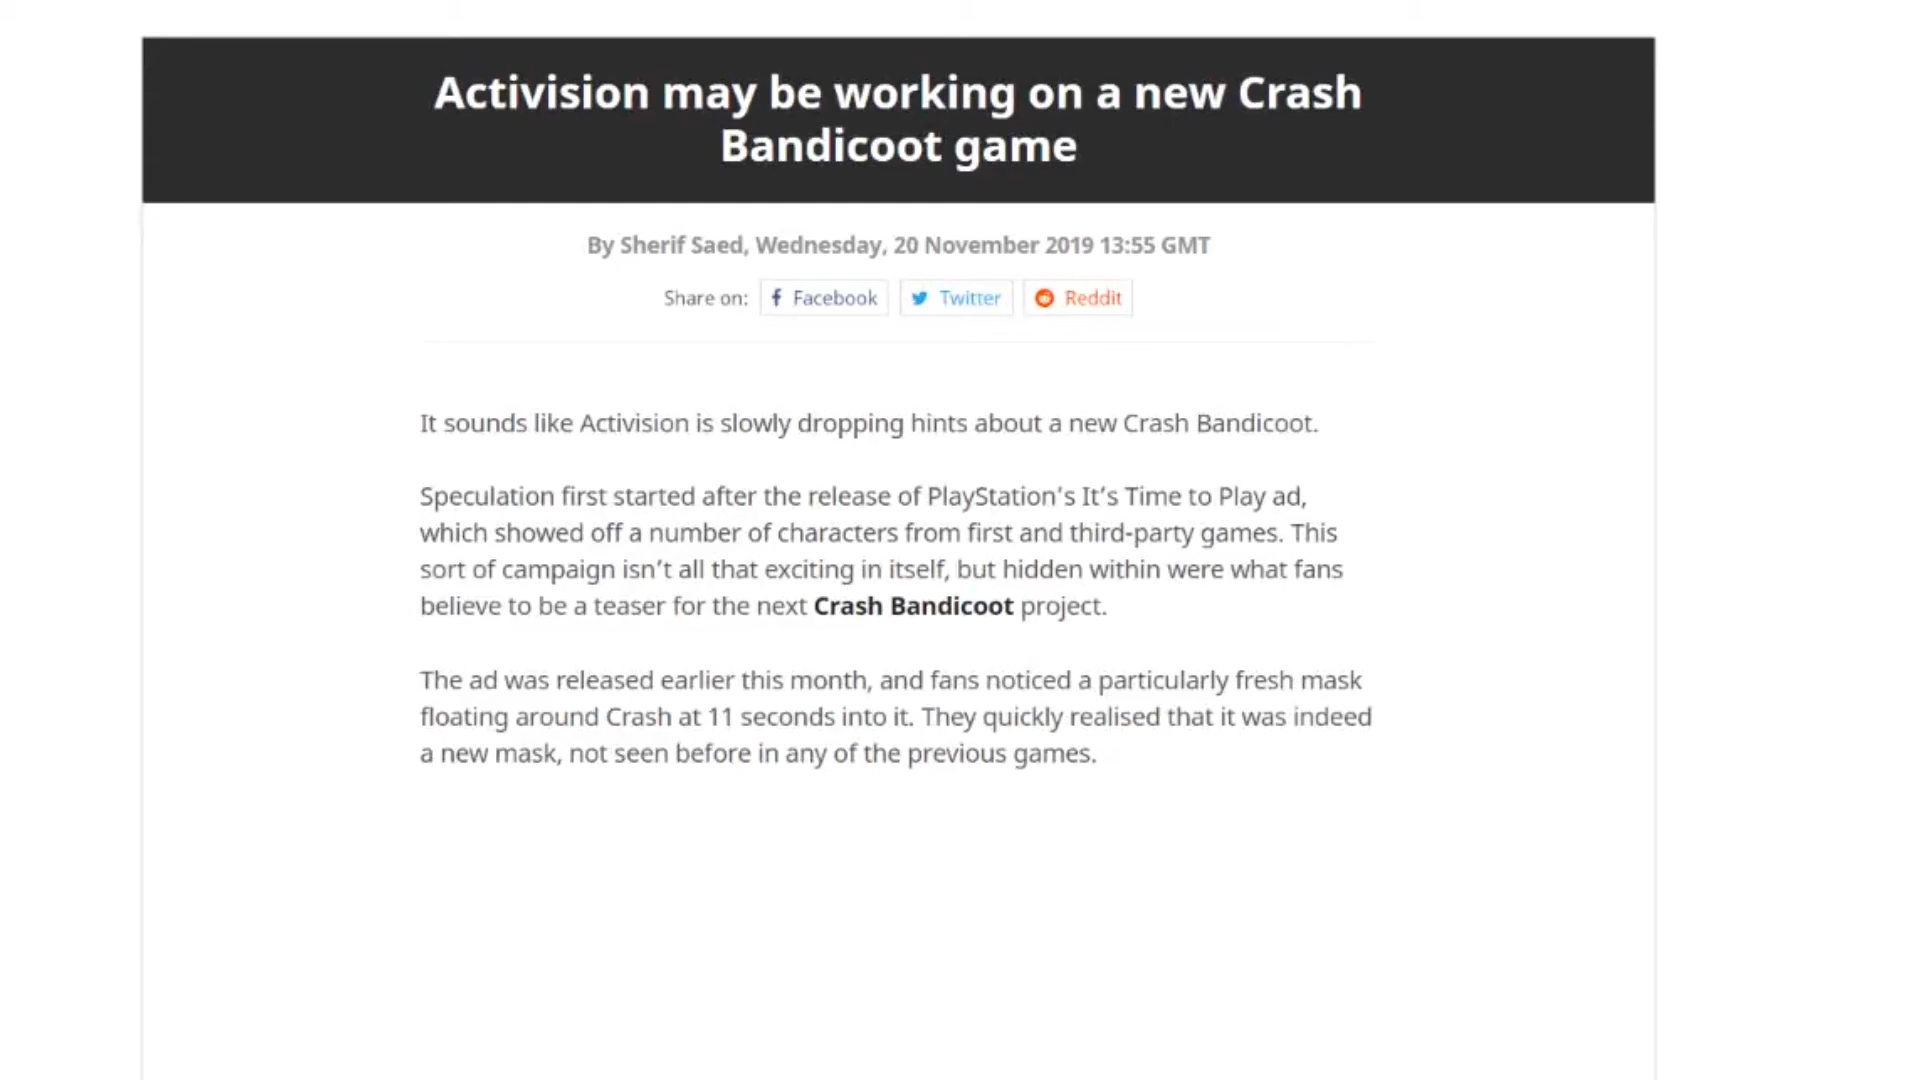 Activision may be working on a new Crash
Bandicoot game
By Sherif Saed, Wednesday, 20 November 2019 13:55 GMT
Share on: Facebook Twitter Reddit
It sounds like Activision is slowly dropping hints about a new Crash Bandicoot.
Speculation first started after the release of PlayStation’s It’s Time to Play ad,
which showed off a number of characters from first and third-party games. This
sort of campaign isn’t all that exciting in itself, but hidden within were what fans
believe to be a teaser for the next Crash Bandicoot project.
The ad was released earlier this month, and fans noticed a particularly fresh mask
floating around Crash at 11 seconds into it. They quickly realised that it was indeed
a new mask, not seen before in any of the previous games.